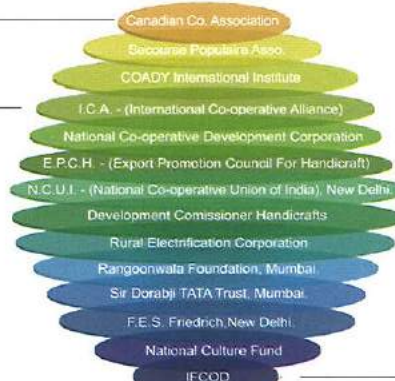 Canadian Co. Association
Secourse Populaire Asso.
COADY International Institute
I.C.A. - (International Co-operative Alliance)
National Co-operative Development Corporation
E.P.C.H. - (Export Promotion Council For Handicraft)
N.C.U.I. - (National Co-operative Union of India), New Delhi.
Development Comissioner Handicrafts
Rural Electrification Corporation
Rangoonwala Foundation, Mumbai.
Sir Dorabji TATA Trust, Mumbai.
F.E.S. Friedrich,New Delhi.
National Culture Fund
IFCOD